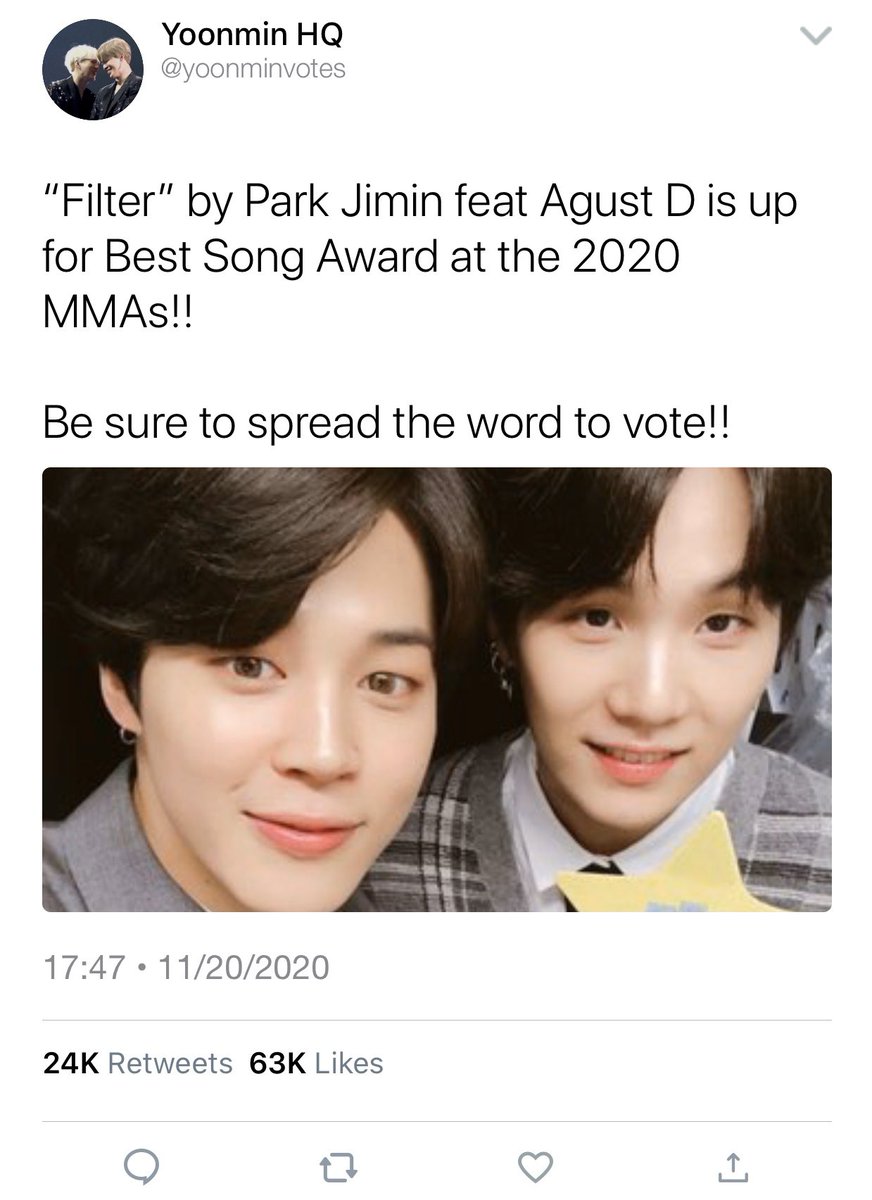 Yoonmin HQ
@yoonminvotes
“Filter” by Park Jimin feat Agust D is up
for Best Song Award at the 2020
MMAs!!
Be sure to spread the word to vote!!
17:47 • 11/20/2020
24K Retweets 63K Likes